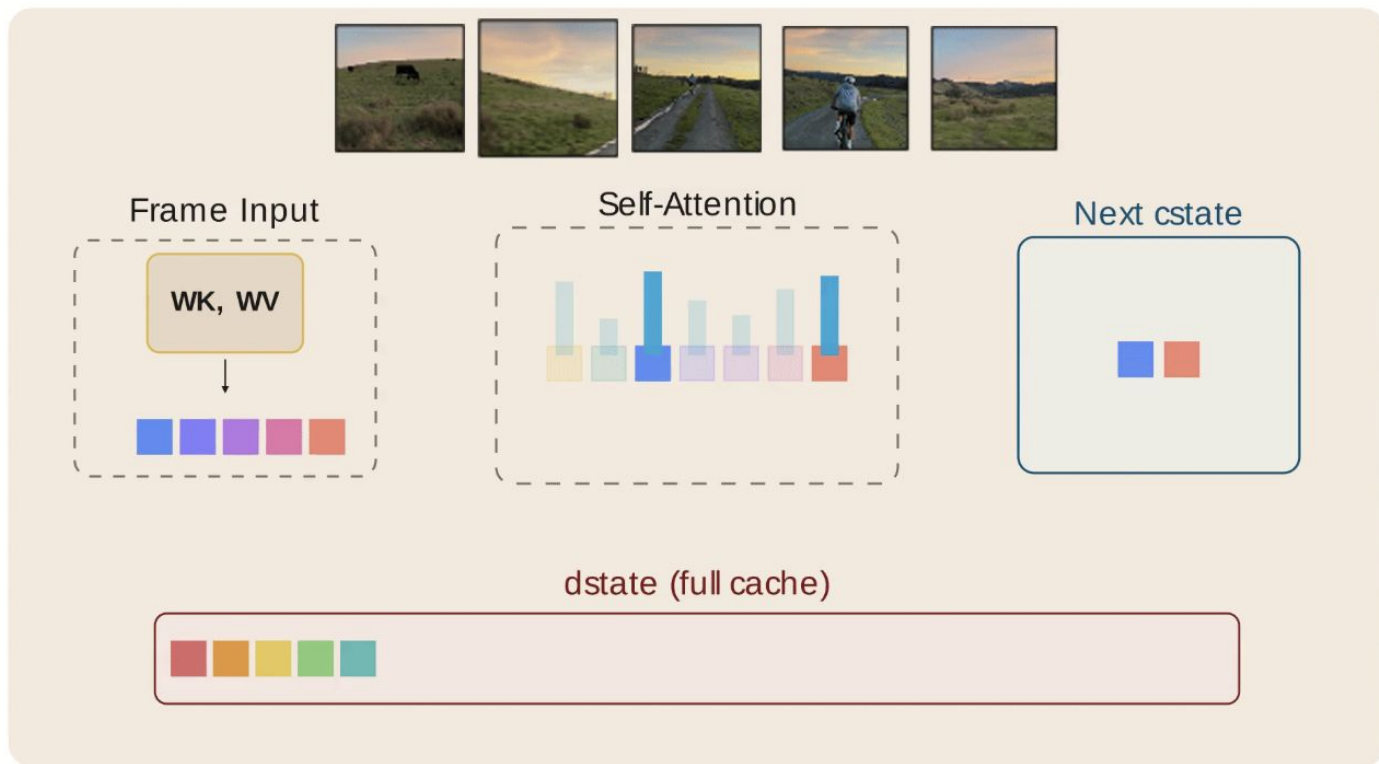 Frame Input
Self-Attention
Next cstate
WK, WV
dstate (full cache)